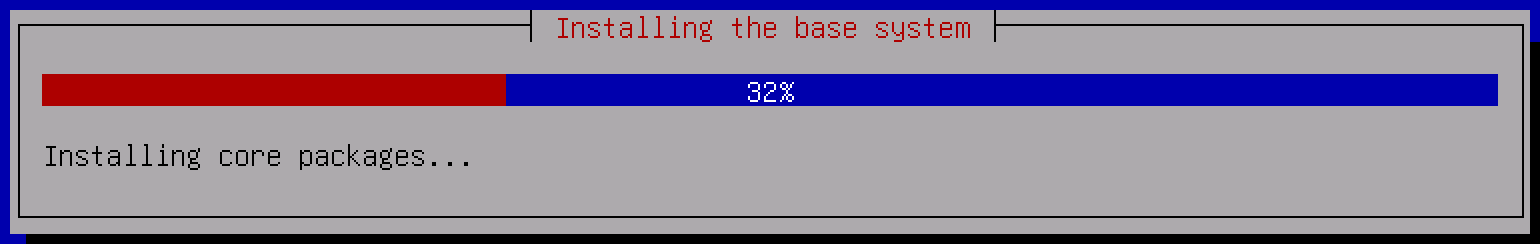 Installing the base system
32%
Installing core packages...